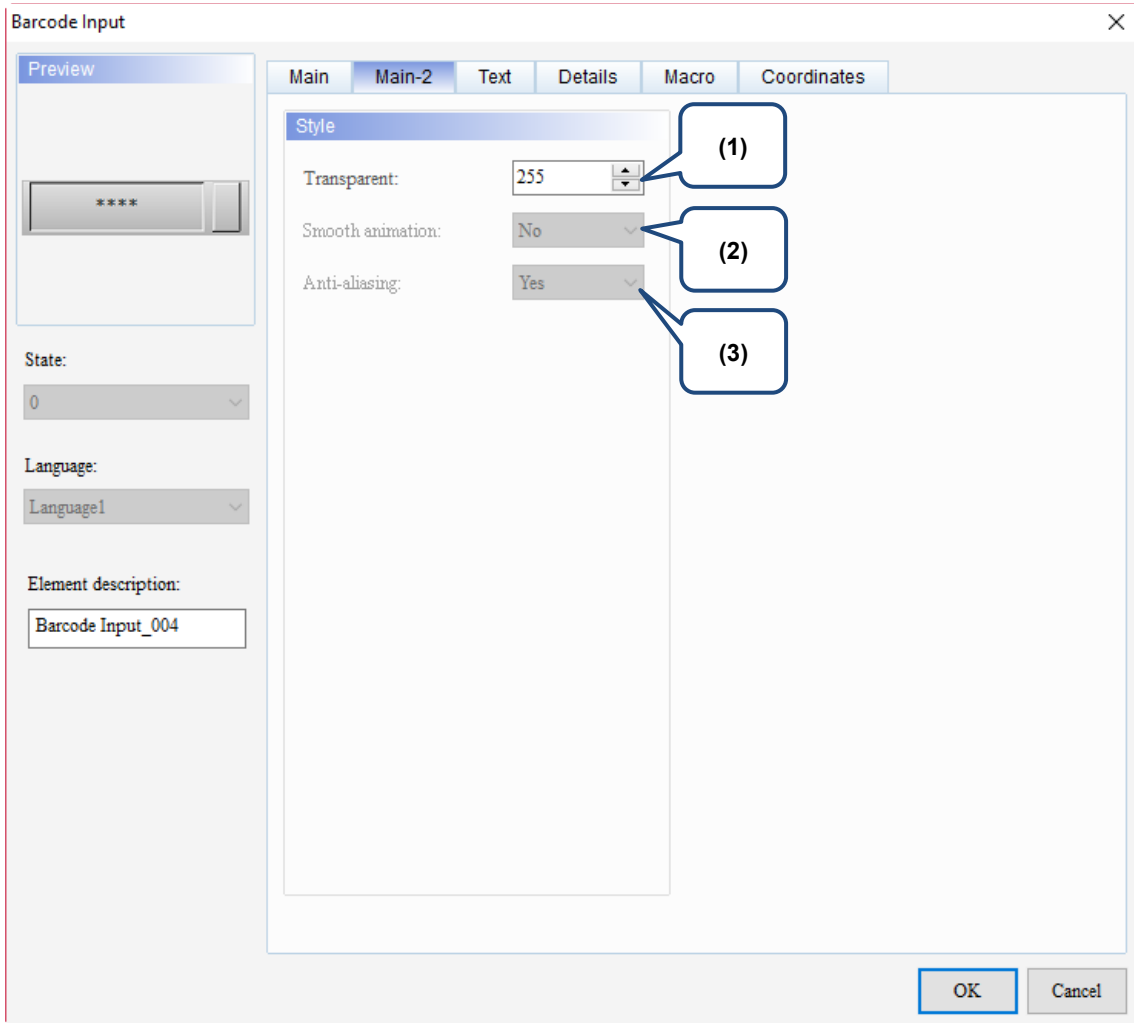 Barcode Input
Preview
****
State:
0
Language:
Language1
Element description:
Barcode Input_004
Main Main-2 Text Details Macro Coordinates
Style
Transparent: 255
(1)
Smooth animation: No
(2)
Anti-aliasing: Yes
(3)
OK Cancel